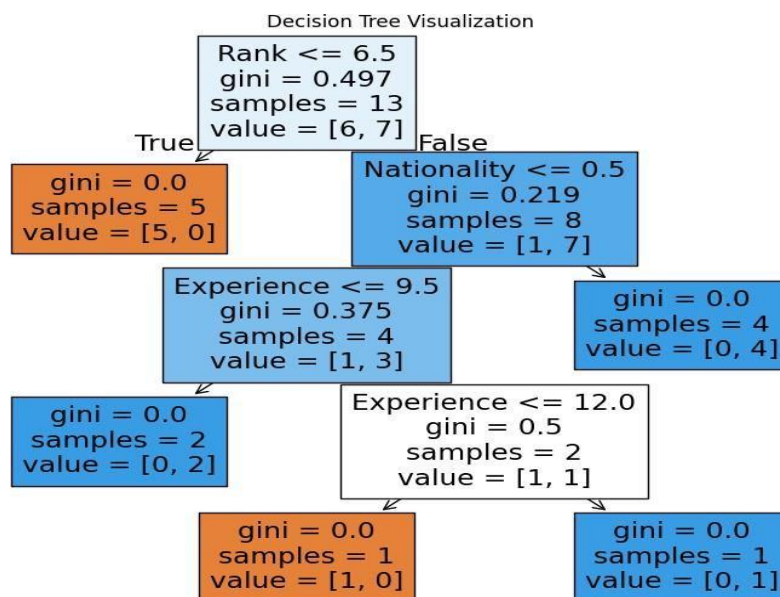 Decision Tree Visualization
Rank <= 6.5
gini = 0.497
samples = 13
value = [6, 7]
True
False
gini = 0.0
samples = 5
value = [5, 0]
Nationality <= 0.5
gini = 0.219
samples = 8
value = [1, 7]
Experience <= 9.5
gini = 0.375
samples = 4
value = [1, 3]
gini = 0.0
samples = 4
value = [0, 4]
gini = 0.0
samples = 2
value = [0, 2]
Experience <= 12.0
gini = 0.5
samples = 2
value = [1, 1]
gini = 0.0
samples = 1
value = [1, 0]
gini = 0.0
samples = 1
value = [0, 1]